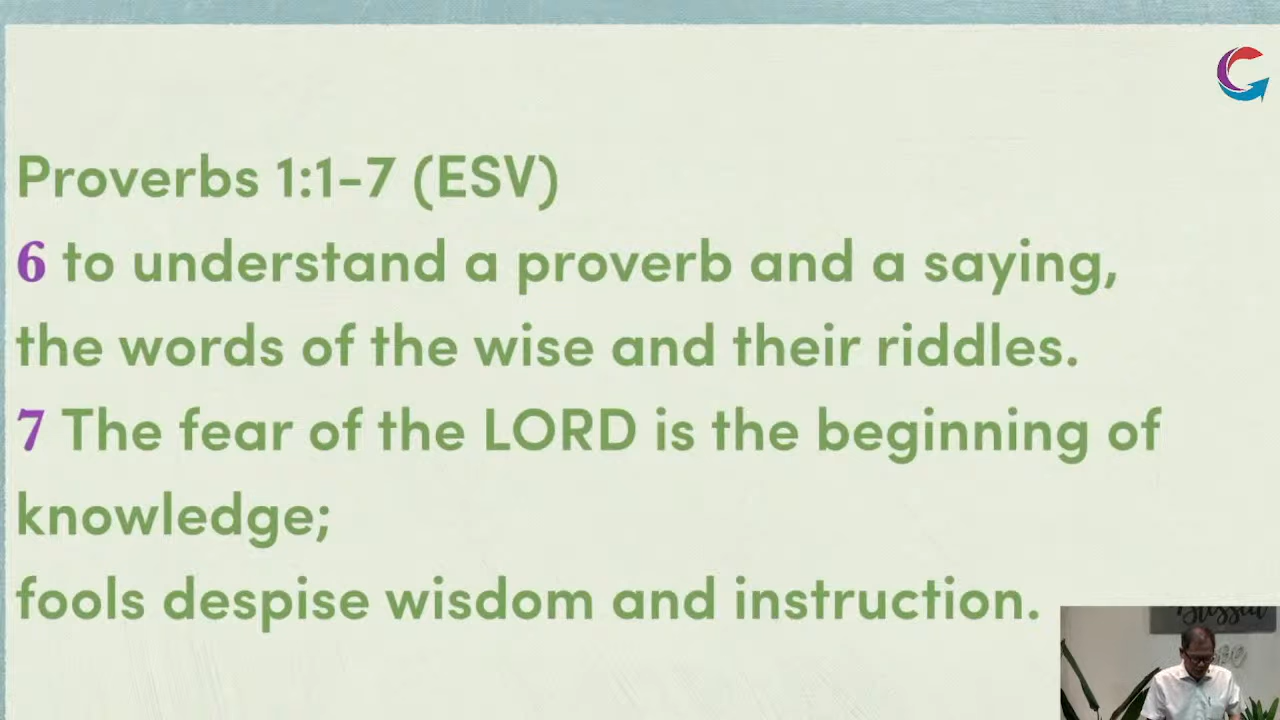 Proverbs 1:1-7 (ESV)
6 to understand a proverb and a saying,
the words of the wise and their riddles.
7 The fear of the LORD is the beginning of
knowledge;
fools despise wisdom and instruction.